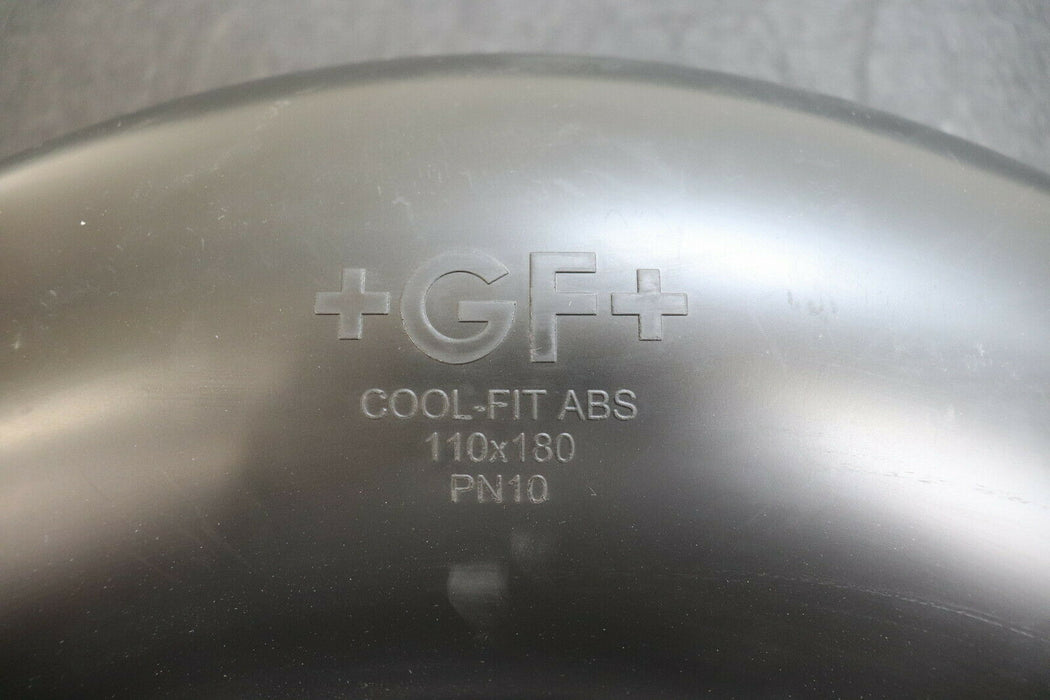 +GF+
COOL-FIT ABS
110x180
PN10